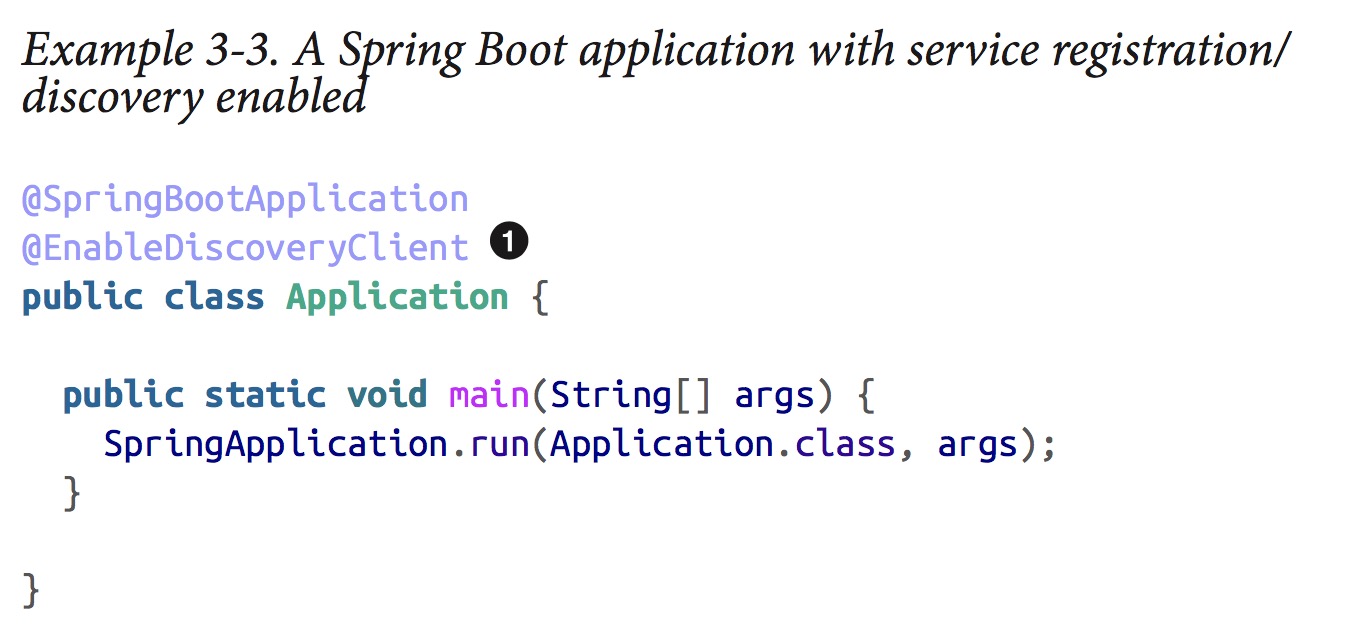 Example 3-3. A Spring Boot application with service registration/
discovery enabled
@SpringBootApplication
@EnableDiscoveryClient ❶
public class Application {
  public static void main(String[] args) {
    SpringApplication.run(Application.class, args);
  }
}